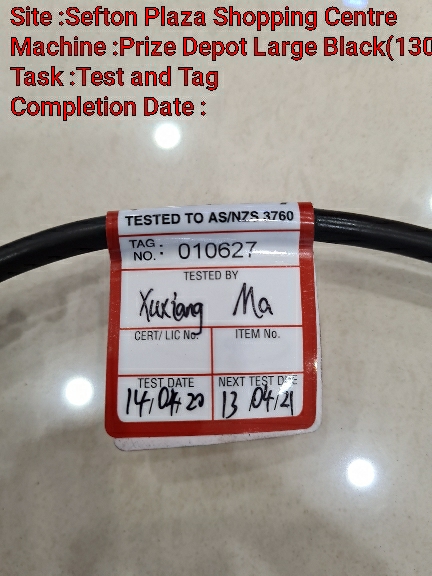 Site :Sefton Plaza Shopping Centre
Machine :Prize Depot Large Black(130
Task :Test and Tag
Completion Date :
TESTED TO AS/NZS 3760
TAG NO.: 010627
TESTED BY
Xuxiang Ma
CERT/ LIC No. ITEM No.
TEST DATE NEXT TEST DUE
14/04/20 13/04/21